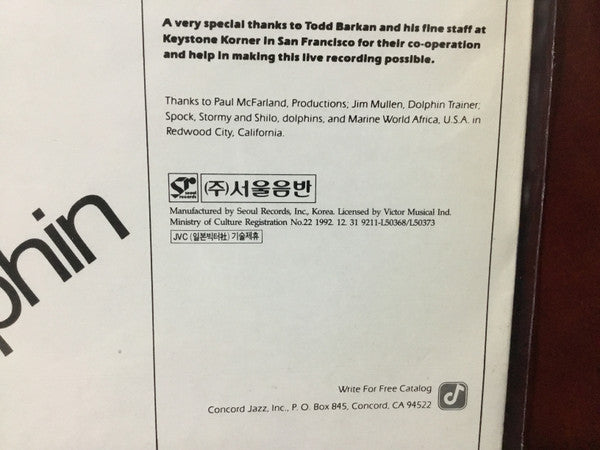 A very special thanks to Todd Barkan and his fine staff at
Keystone Korner in San Francisco for their co-operation
and help in making this live recording possible.
Thanks to Paul McFarland, Productions; Jim Mullen, Dolphin Trainer;
Spock, Stormy and Shilo, dolphins, and Marine World Africa, U.S.A. in
Redwood City, California.
phin
SR seoul records (주)서울음반
Manufactured by Seoul Records, Inc., Korea. Licensed by Victor Musical Ind.
Ministry of Culture Registration No.22 1992. 12. 31 9211-L50368/L50373
JVC (일본빅터社) 기술제휴
Write For Free Catalog
Concord Jazz, Inc., P. O. Box 845, Concord, CA 94522